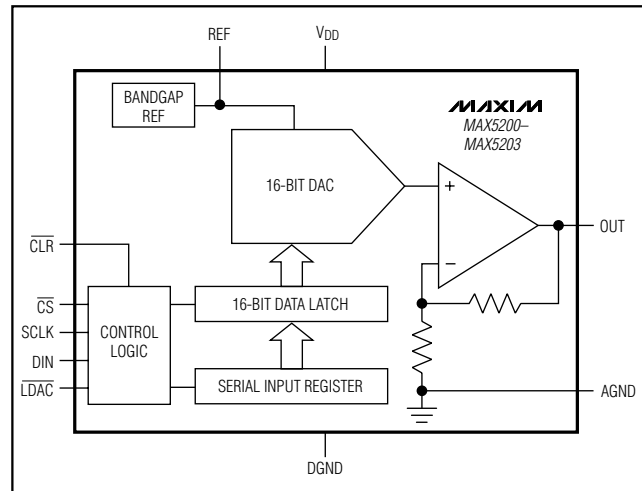 REF
VDD
BANDGAP
REF
MAXIM
MAX5200–
MAX5203
16-BIT DAC
+
−
OUT
CLR
CS
SCLK
DIN
LDAC
CONTROL
LOGIC
16-BIT DATA LATCH
SERIAL INPUT REGISTER
AGND
DGND